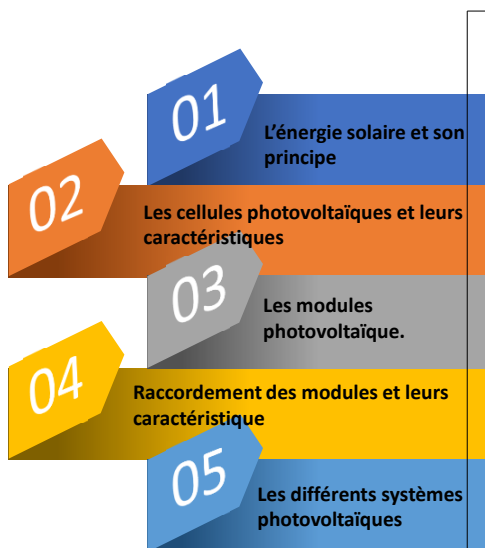 01
L'énergie solaire et son
principe
02
Les cellules photovoltaïques et leurs
caractéristiques
03
Les modules
photovoltaïque.
04
Raccordement des modules et leurs
caractéristique
05
Les différents systèmes
photovoltaïques